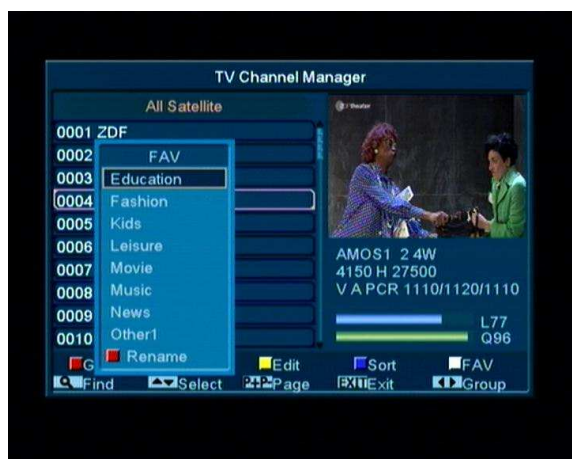 TV Channel Manager
All Satellite
0001 ZDF
0002
0003
0004
0005
0006
0007
0008
0009
0010
FAV
Education
Fashion
Kids
Leisure
Movie
Music
News
Other1
Rename
theater
AMOS1 2 4W
4150 H 27500
V A PCR 1110/1120/1110
L77
Q96
G
Edit
Sort
FAV
Find
Select
P+P- Page
EXIT Exit
Group